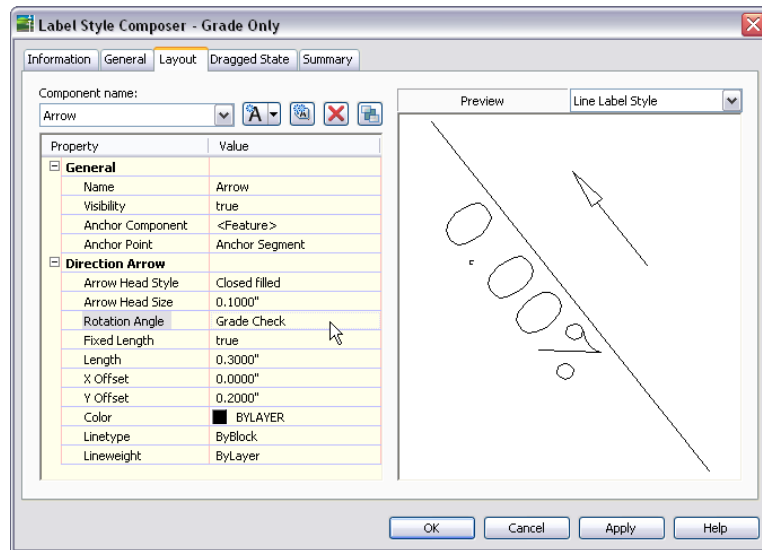 Label Style Composer - Grade Only
Information General Layout Dragged State Summary
Component name:
Arrow
Preview Line Label Style
Property Value
General
Name Arrow
Visibility true
Anchor Component <Feature>
Anchor Point Anchor Segment
Direction Arrow
Arrow Head Style Closed filled
Arrow Head Size 0.1000"
Rotation Angle Grade Check
Fixed Length true
Length 0.3000"
X Offset 0.0000"
Y Offset 0.2000"
Color BYLAYER
Linetype ByBlock
Lineweight ByLayer
0.00%
OK Cancel Apply Help